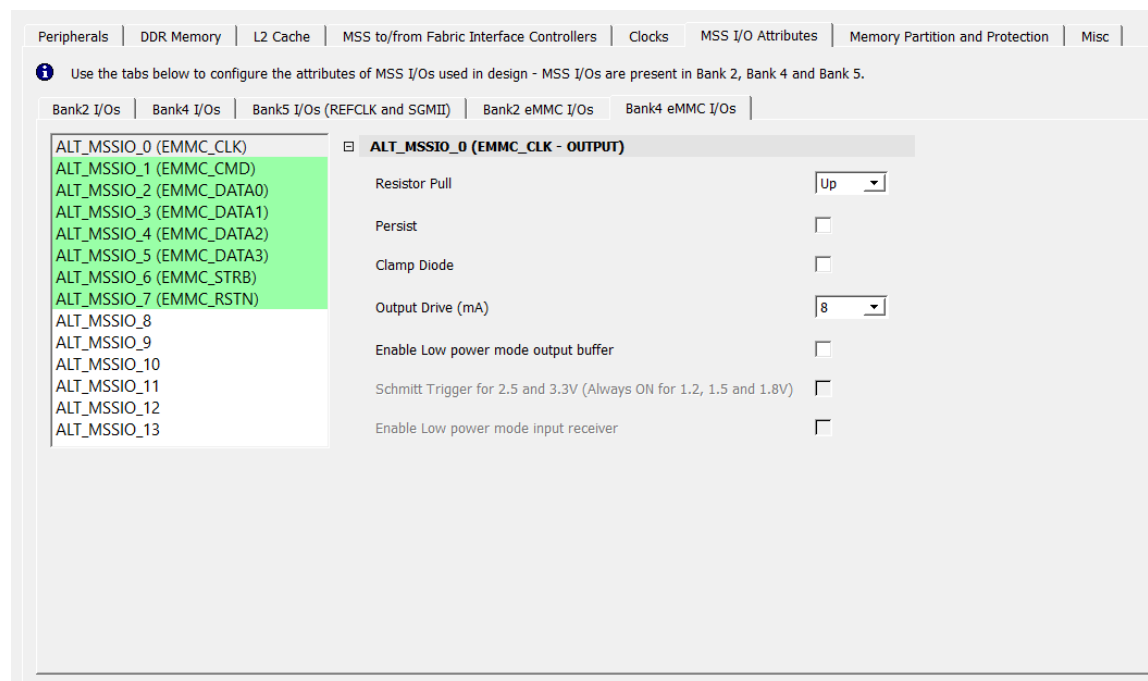 Peripherals DDR Memory L2 Cache MSS to/from Fabric Interface Controllers Clocks MSS I/O Attributes Memory Partition and Protection Misc
Use the tabs below to configure the attributes of MSS I/Os used in design - MSS I/Os are present in Bank 2, Bank 4 and Bank 5.
Bank2 I/Os Bank4 I/Os Bank5 I/Os (REFCLK and SGMII) Bank2 eMMC I/Os Bank4 eMMC I/Os
ALT_MSSIO_0 (EMMC_CLK)
ALT_MSSIO_1 (EMMC_CMD)
ALT_MSSIO_2 (EMMC_DATA0)
ALT_MSSIO_3 (EMMC_DATA1)
ALT_MSSIO_4 (EMMC_DATA2)
ALT_MSSIO_5 (EMMC_DATA3)
ALT_MSSIO_6 (EMMC_STRB)
ALT_MSSIO_7 (EMMC_RSTN)
ALT_MSSIO_8
ALT_MSSIO_9
ALT_MSSIO_10
ALT_MSSIO_11
ALT_MSSIO_12
ALT_MSSIO_13
ALT_MSSIO_0 (EMMC_CLK - OUTPUT)
Resistor Pull Up
Persist
Clamp Diode
Output Drive (mA) 8
Enable Low power mode output buffer
Schmitt Trigger for 2.5 and 3.3V (Always ON for 1.2, 1.5 and 1.8V)
Enable Low power mode input receiver